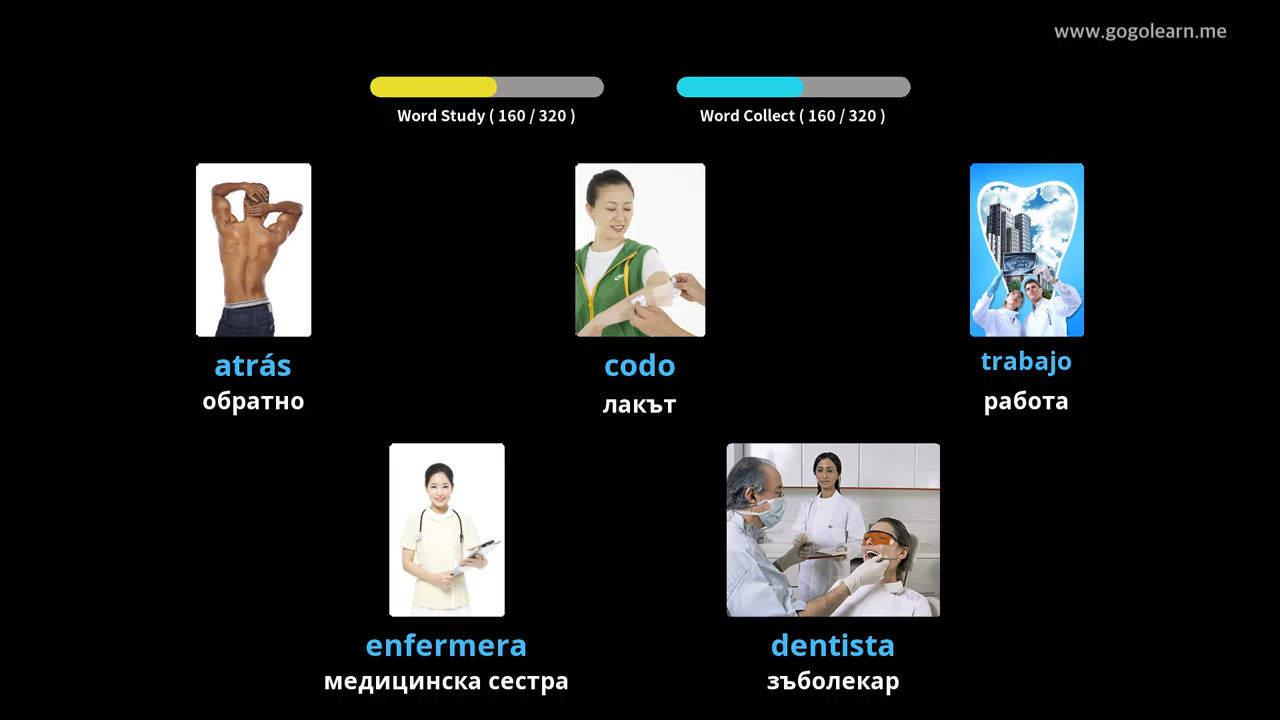 www.gogolearn.me
Word Study ( 160 / 320 )
Word Collect ( 160 / 320 )
atrás
обратно
codo
лакът
trabajo
работа
enfermera
медицинска сестра
dentista
зъболекар